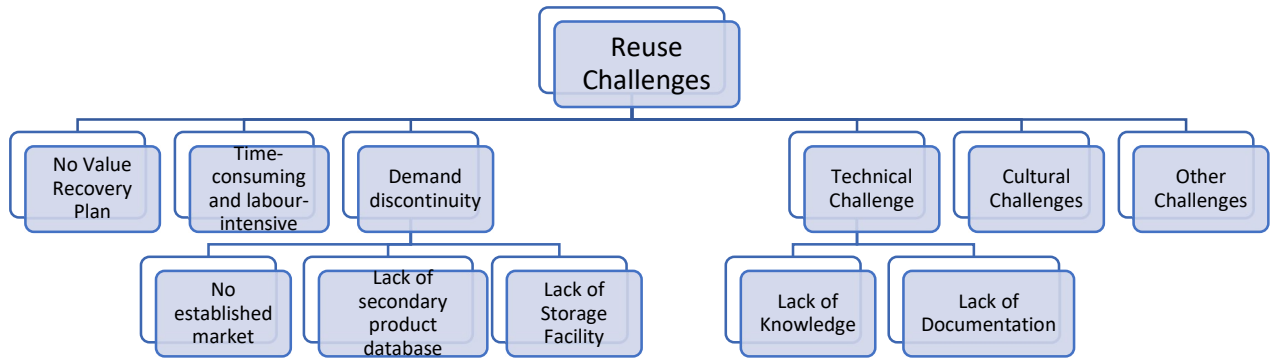 Reuse
Challenges
No Value
Recovery
Plan
Time-
consuming
and labour-
intensive
Demand
discontinuity
Technical
Challenge
Cultural
Challenges
Other
Challenges
No
established
market
Lack of
secondary
product
database
Lack of
Storage
Facility
Lack of
Knowledge
Lack of
Documentation